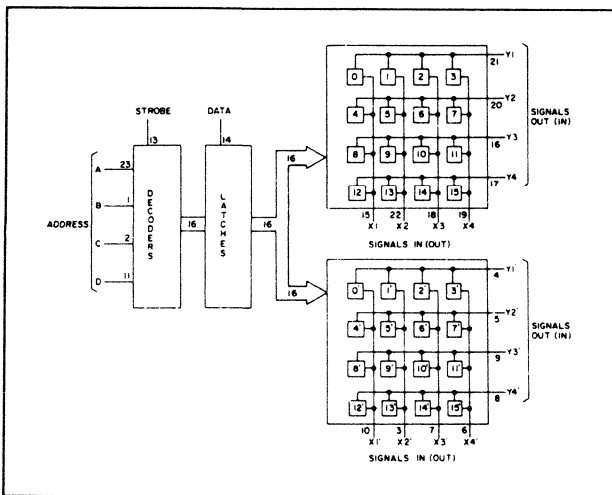 STROBE DATA
13 14
ADDRESS
A 23
B 1
C 2
D 11
DECODERS
16
LATCHES
16
16
16
0 1 2 3
Y1
21
4 5 6 7
Y2
20
8 9 10 11
Y3
16
12 13 14 15
Y4
17
15 22 18 19
X1 X2 X3 X4
SIGNALS IN (OUT)
SIGNALS
OUT (IN)
0' 1' 2' 3'
Y1'
4
4' 5' 6' 7'
Y2'
5
8' 9' 10' 11'
Y3'
9
12' 13' 14' 15'
Y4'
8
10 3 7 6
X1' X2' X3' X4'
SIGNALS IN (OUT)
SIGNALS
OUT (IN)